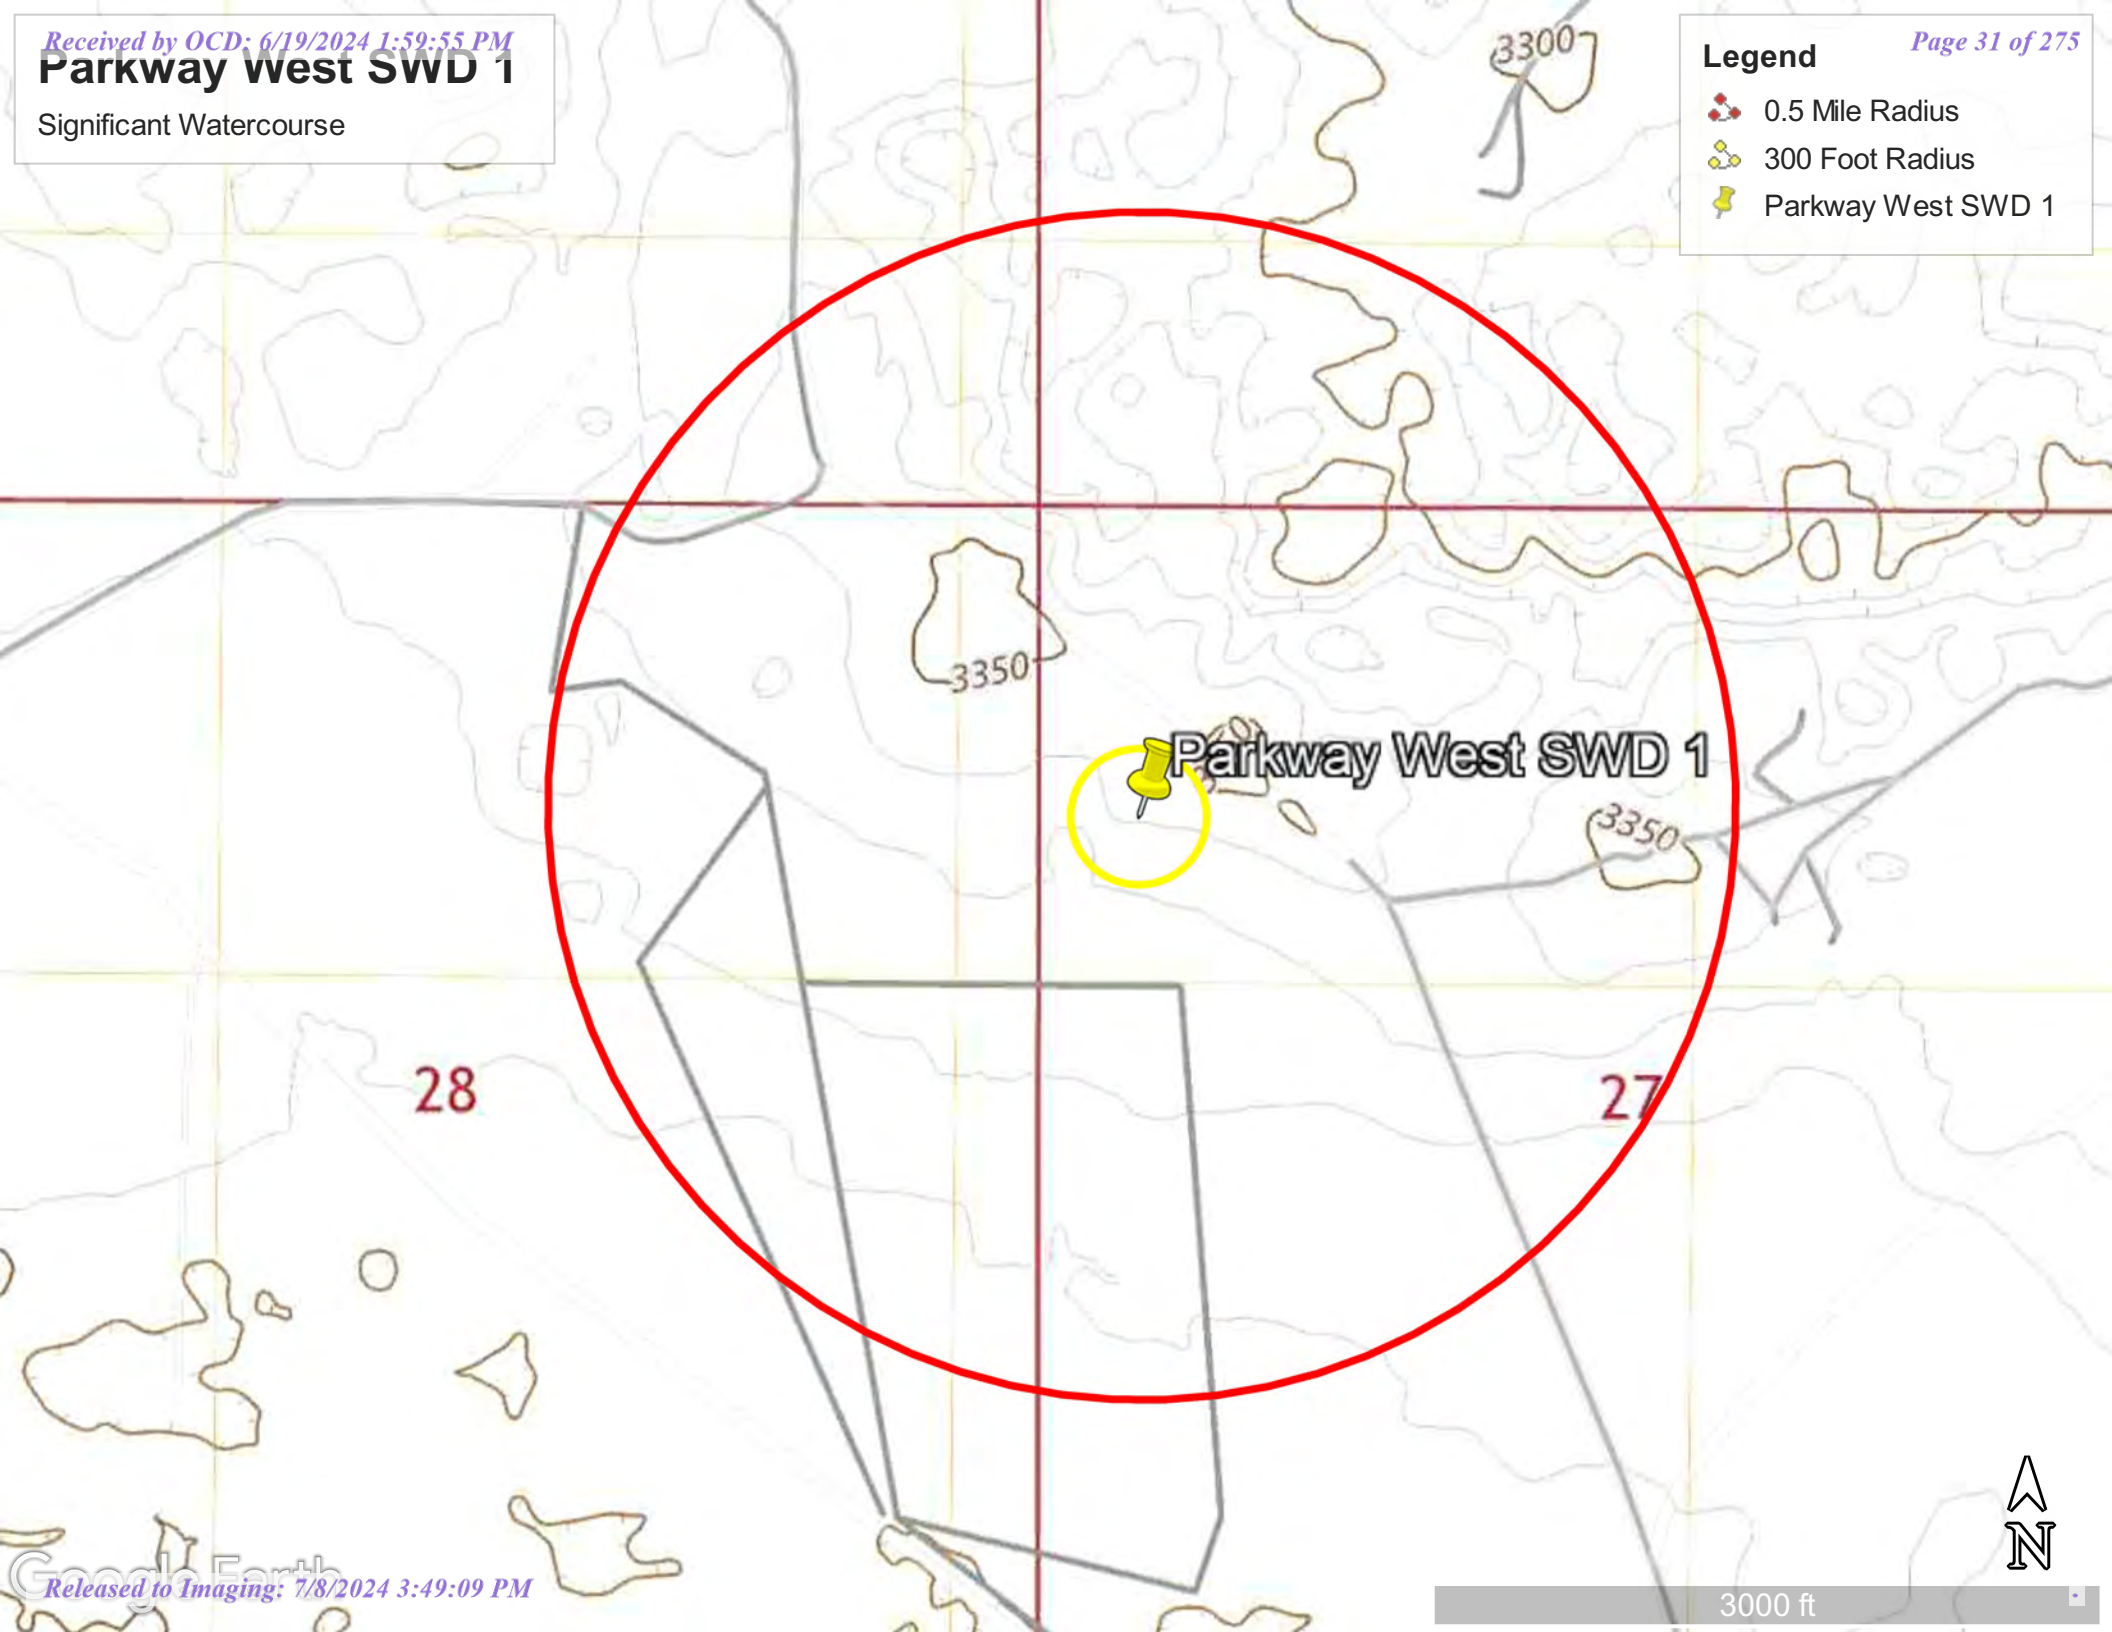 Received by OCD: 6/19/2024 1:59:55 PM
Parkway West SWD 1
Significant Watercourse
Page 31 of 275
Legend
0.5 Mile Radius
300 Foot Radius
Parkway West SWD 1
3300
3350
Parkway West SWD 1
3350
28
27
N
Google Earth
Released to Imaging: 7/8/2024 3:49:09 PM
3000 ft